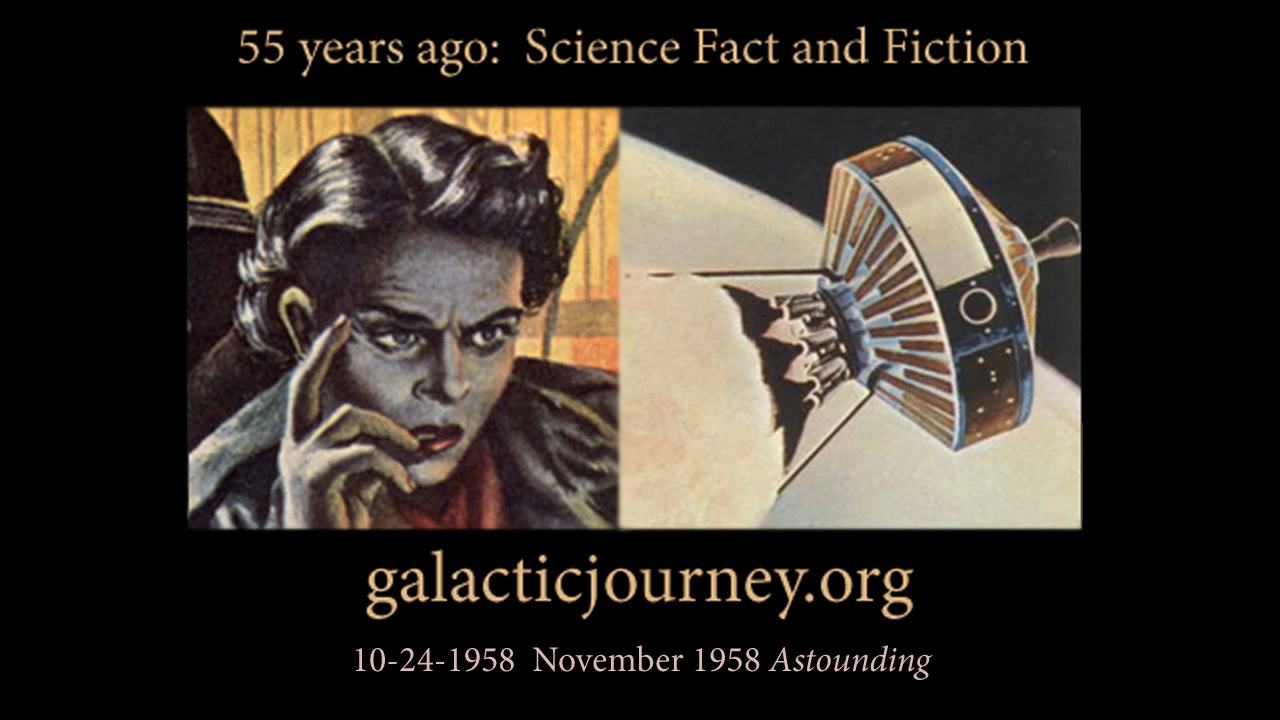 55 years ago: Science Fact and Fiction
galacticjourney.org
10-24-1958 November 1958 Astounding